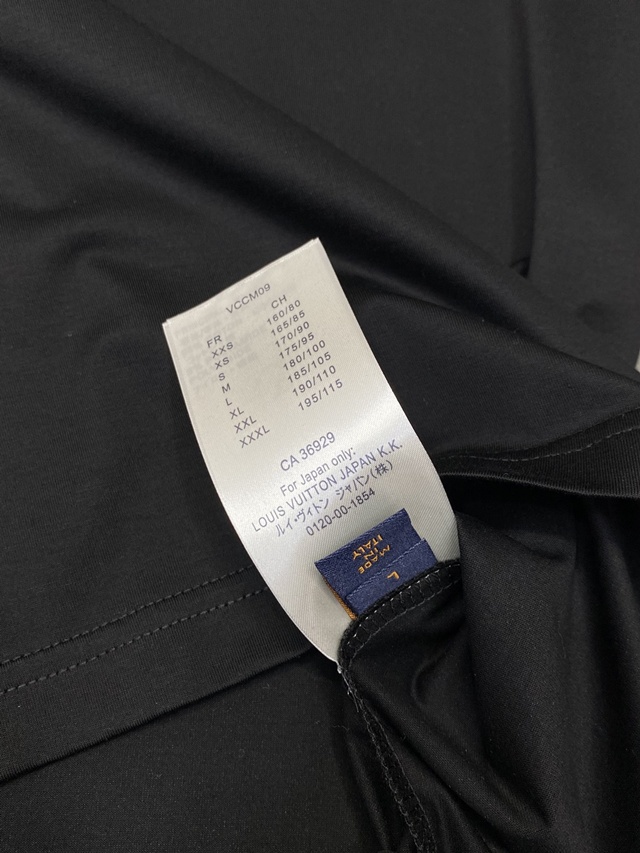 VCCM09
FR CH
XXS 160/80
XS 165/85
S 170/90
M 175/95
L 180/100
XL 185/105
XXL 190/110
XXXL 195/115
CA 36929
For Japan only:
LOUIS VUITTON JAPAN K.K.
ルイ・ヴィトン ジャパン(株)
0120-00-1854
MADE
IN
ITALY
L